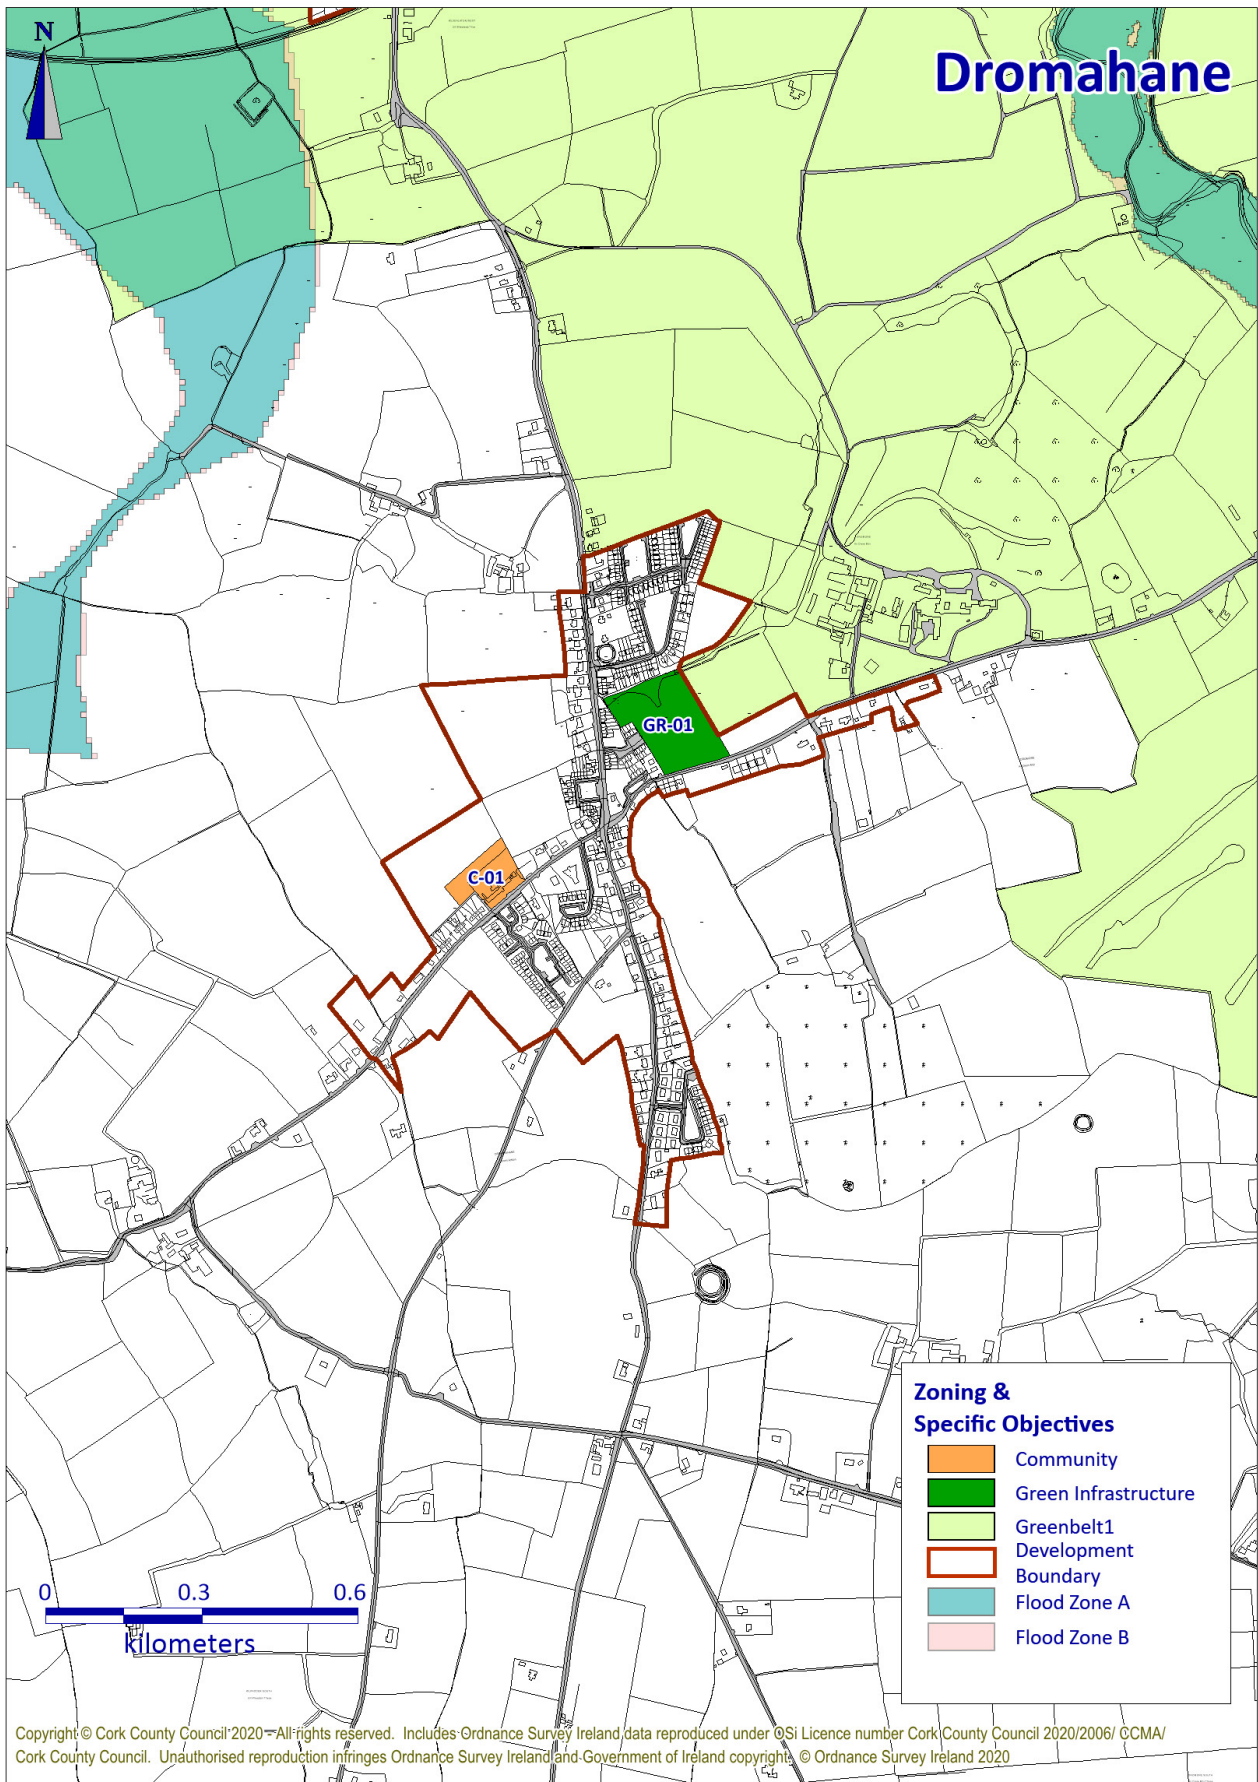 N
Dromahane
GR-01
C-01
Zoning &
Specific Objectives
Community
Green Infrastructure
Greenbelt1
Development
Boundary
Flood Zone A
Flood Zone B
0 0.3 0.6
kilometers
Copyright © Cork County Council 2020 - All rights reserved. Includes Ordnance Survey Ireland data reproduced under OSi Licence number Cork County Council 2020/2006/ CCMA/
Cork County Council. Unauthorised reproduction infringes Ordnance Survey Ireland and Government of Ireland copyright. © Ordnance Survey Ireland 2020